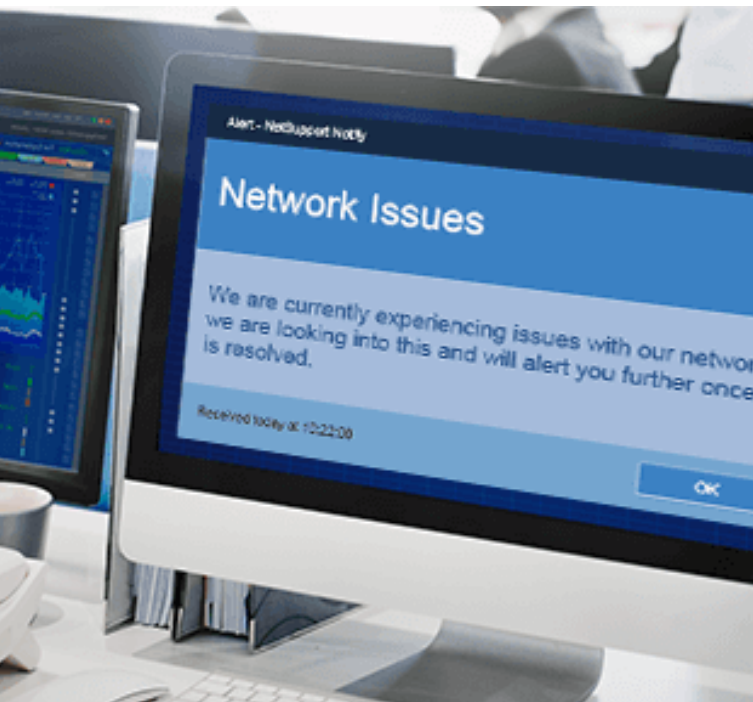 Alert - NetSupport Notify
Network Issues
We are currently experiencing issues with our networ
we are looking into this and will alert you further once
is resolved.
Received today at 10:22:09
OK